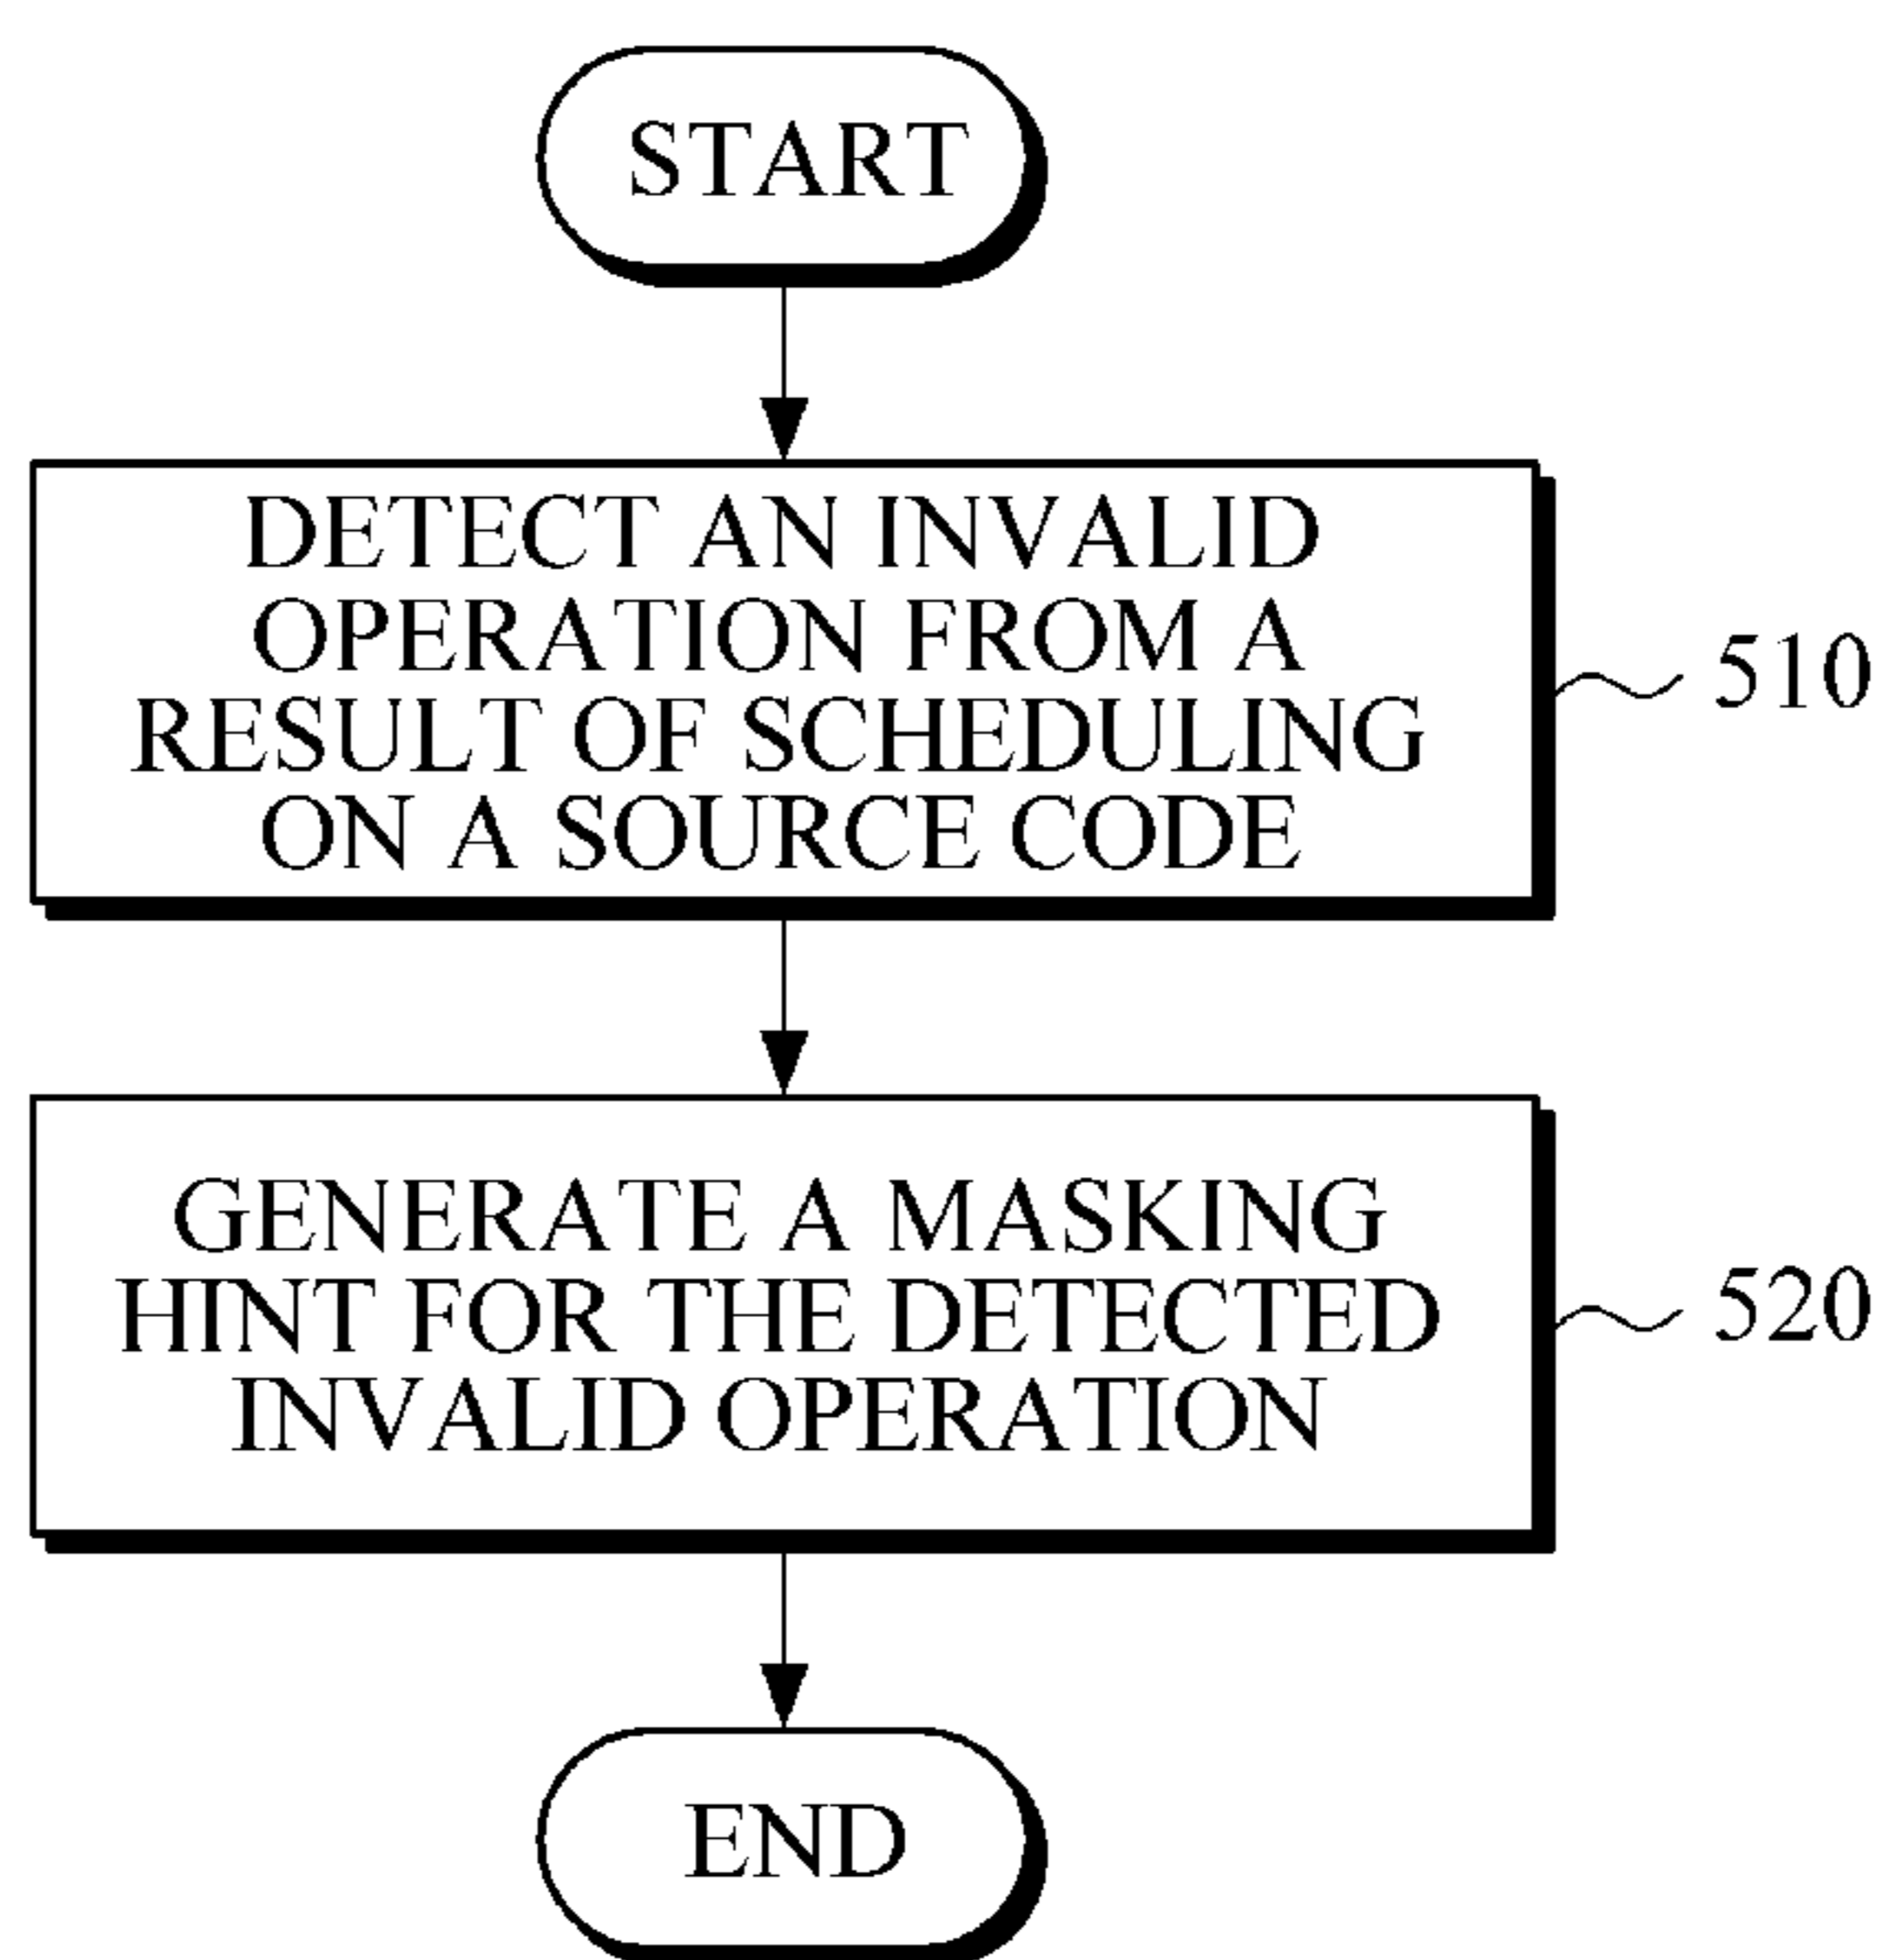 START
DETECT AN INVALID
OPERATION FROM A
RESULT OF SCHEDULING
ON A SOURCE CODE
510
GENERATE A MASKING
HINT FOR THE DETECTED
INVALID OPERATION
520
END